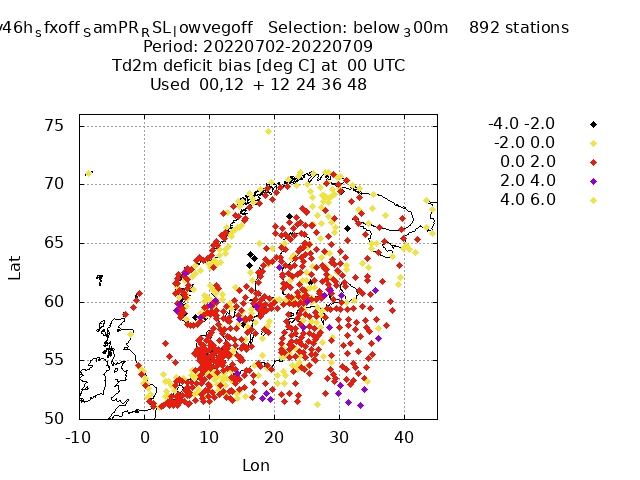 46h_sfxoff_SamPR_RSL_lowvegoff Selection: below_300m 892 stations
Period: 20220702-20220709
Td2m deficit bias [deg C] at 00 UTC
Used 00,12 + 12 24 36 48
-4.0 -2.0
-2.0 0.0
0.0 2.0
2.0 4.0
4.0 6.0
75
70
65
60
55
50
Lat
-10 0 10 20 30 40
Lon